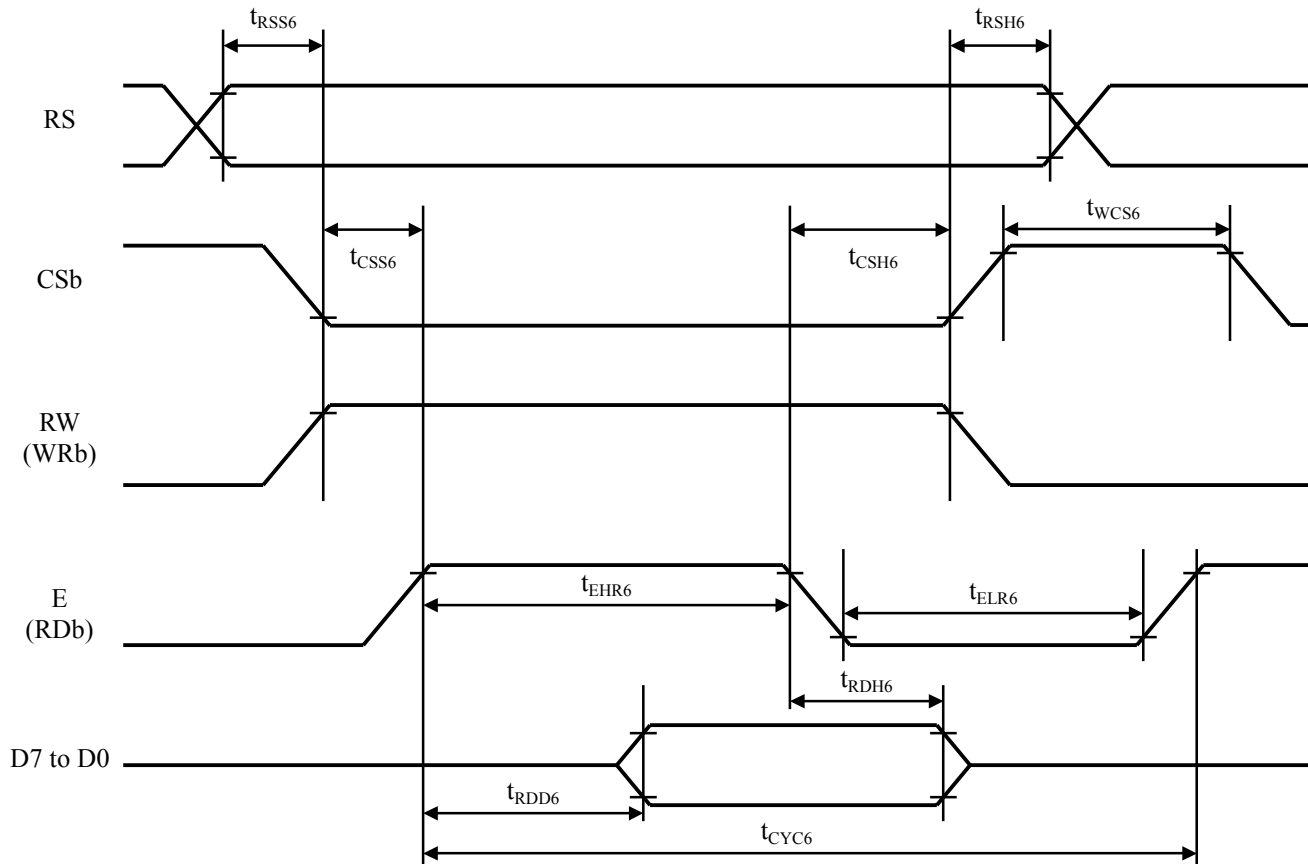 tRSS6
tRSH6
RS
tWCS6
tCSS6
tCSH6
CSb
RW
(WRb)
E
(RDb)
tEHR6
tELR6
tRDH6
D7 to D0
tRDD6
tCYC6